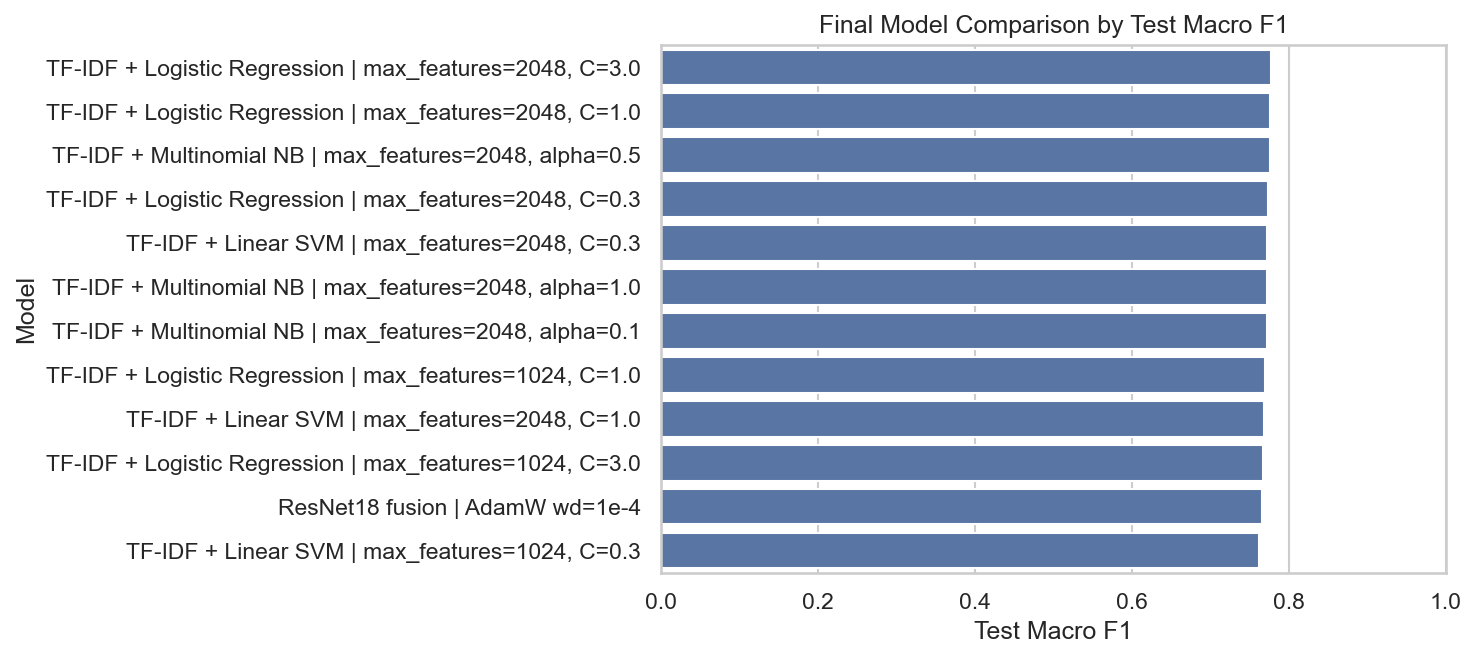 Final Model Comparison by Test Macro F1
TF-IDF + Logistic Regression | max_features=2048, C=3.0
TF-IDF + Logistic Regression | max_features=2048, C=1.0
TF-IDF + Multinomial NB | max_features=2048, alpha=0.5
TF-IDF + Logistic Regression | max_features=2048, C=0.3
TF-IDF + Linear SVM | max_features=2048, C=0.3
TF-IDF + Multinomial NB | max_features=2048, alpha=1.0
TF-IDF + Multinomial NB | max_features=2048, alpha=0.1
TF-IDF + Logistic Regression | max_features=1024, C=1.0
TF-IDF + Linear SVM | max_features=2048, C=1.0
TF-IDF + Logistic Regression | max_features=1024, C=3.0
ResNet18 fusion | AdamW wd=1e-4
TF-IDF + Linear SVM | max_features=1024, C=0.3
Model
0.0 0.2 0.4 0.6 0.8 1.0
Test Macro F1